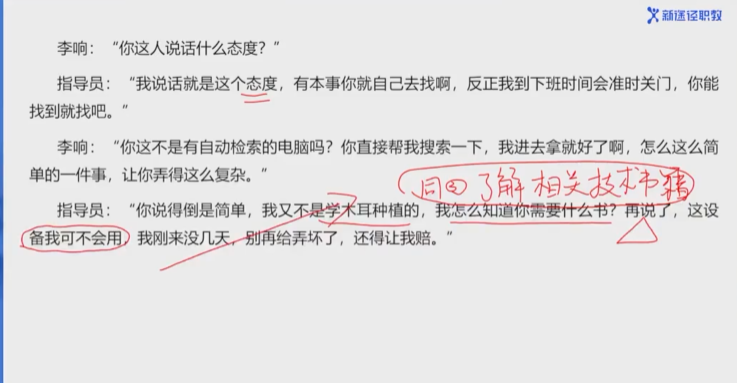 新途径职教
李响：“你这人说话什么态度？”
指导员：“我说话就是这个态度，有本事你就自己去找啊，反正我到下班时间会准时关门，你能
找到就找吧。”
李响：“你这不是有自动检索的电脑吗？你直接帮我搜索一下，我进去拿就好了啊，怎么这么简
单的一件事，让你弄得这么复杂。”
了解相关技术书籍
指导员：“你说得倒是简单，我又不是学木耳种植的，我怎么知道你需要什么书？再说了，这设
备我可不会用，我刚来没几天，别再给弄坏了，还得让我赔。”